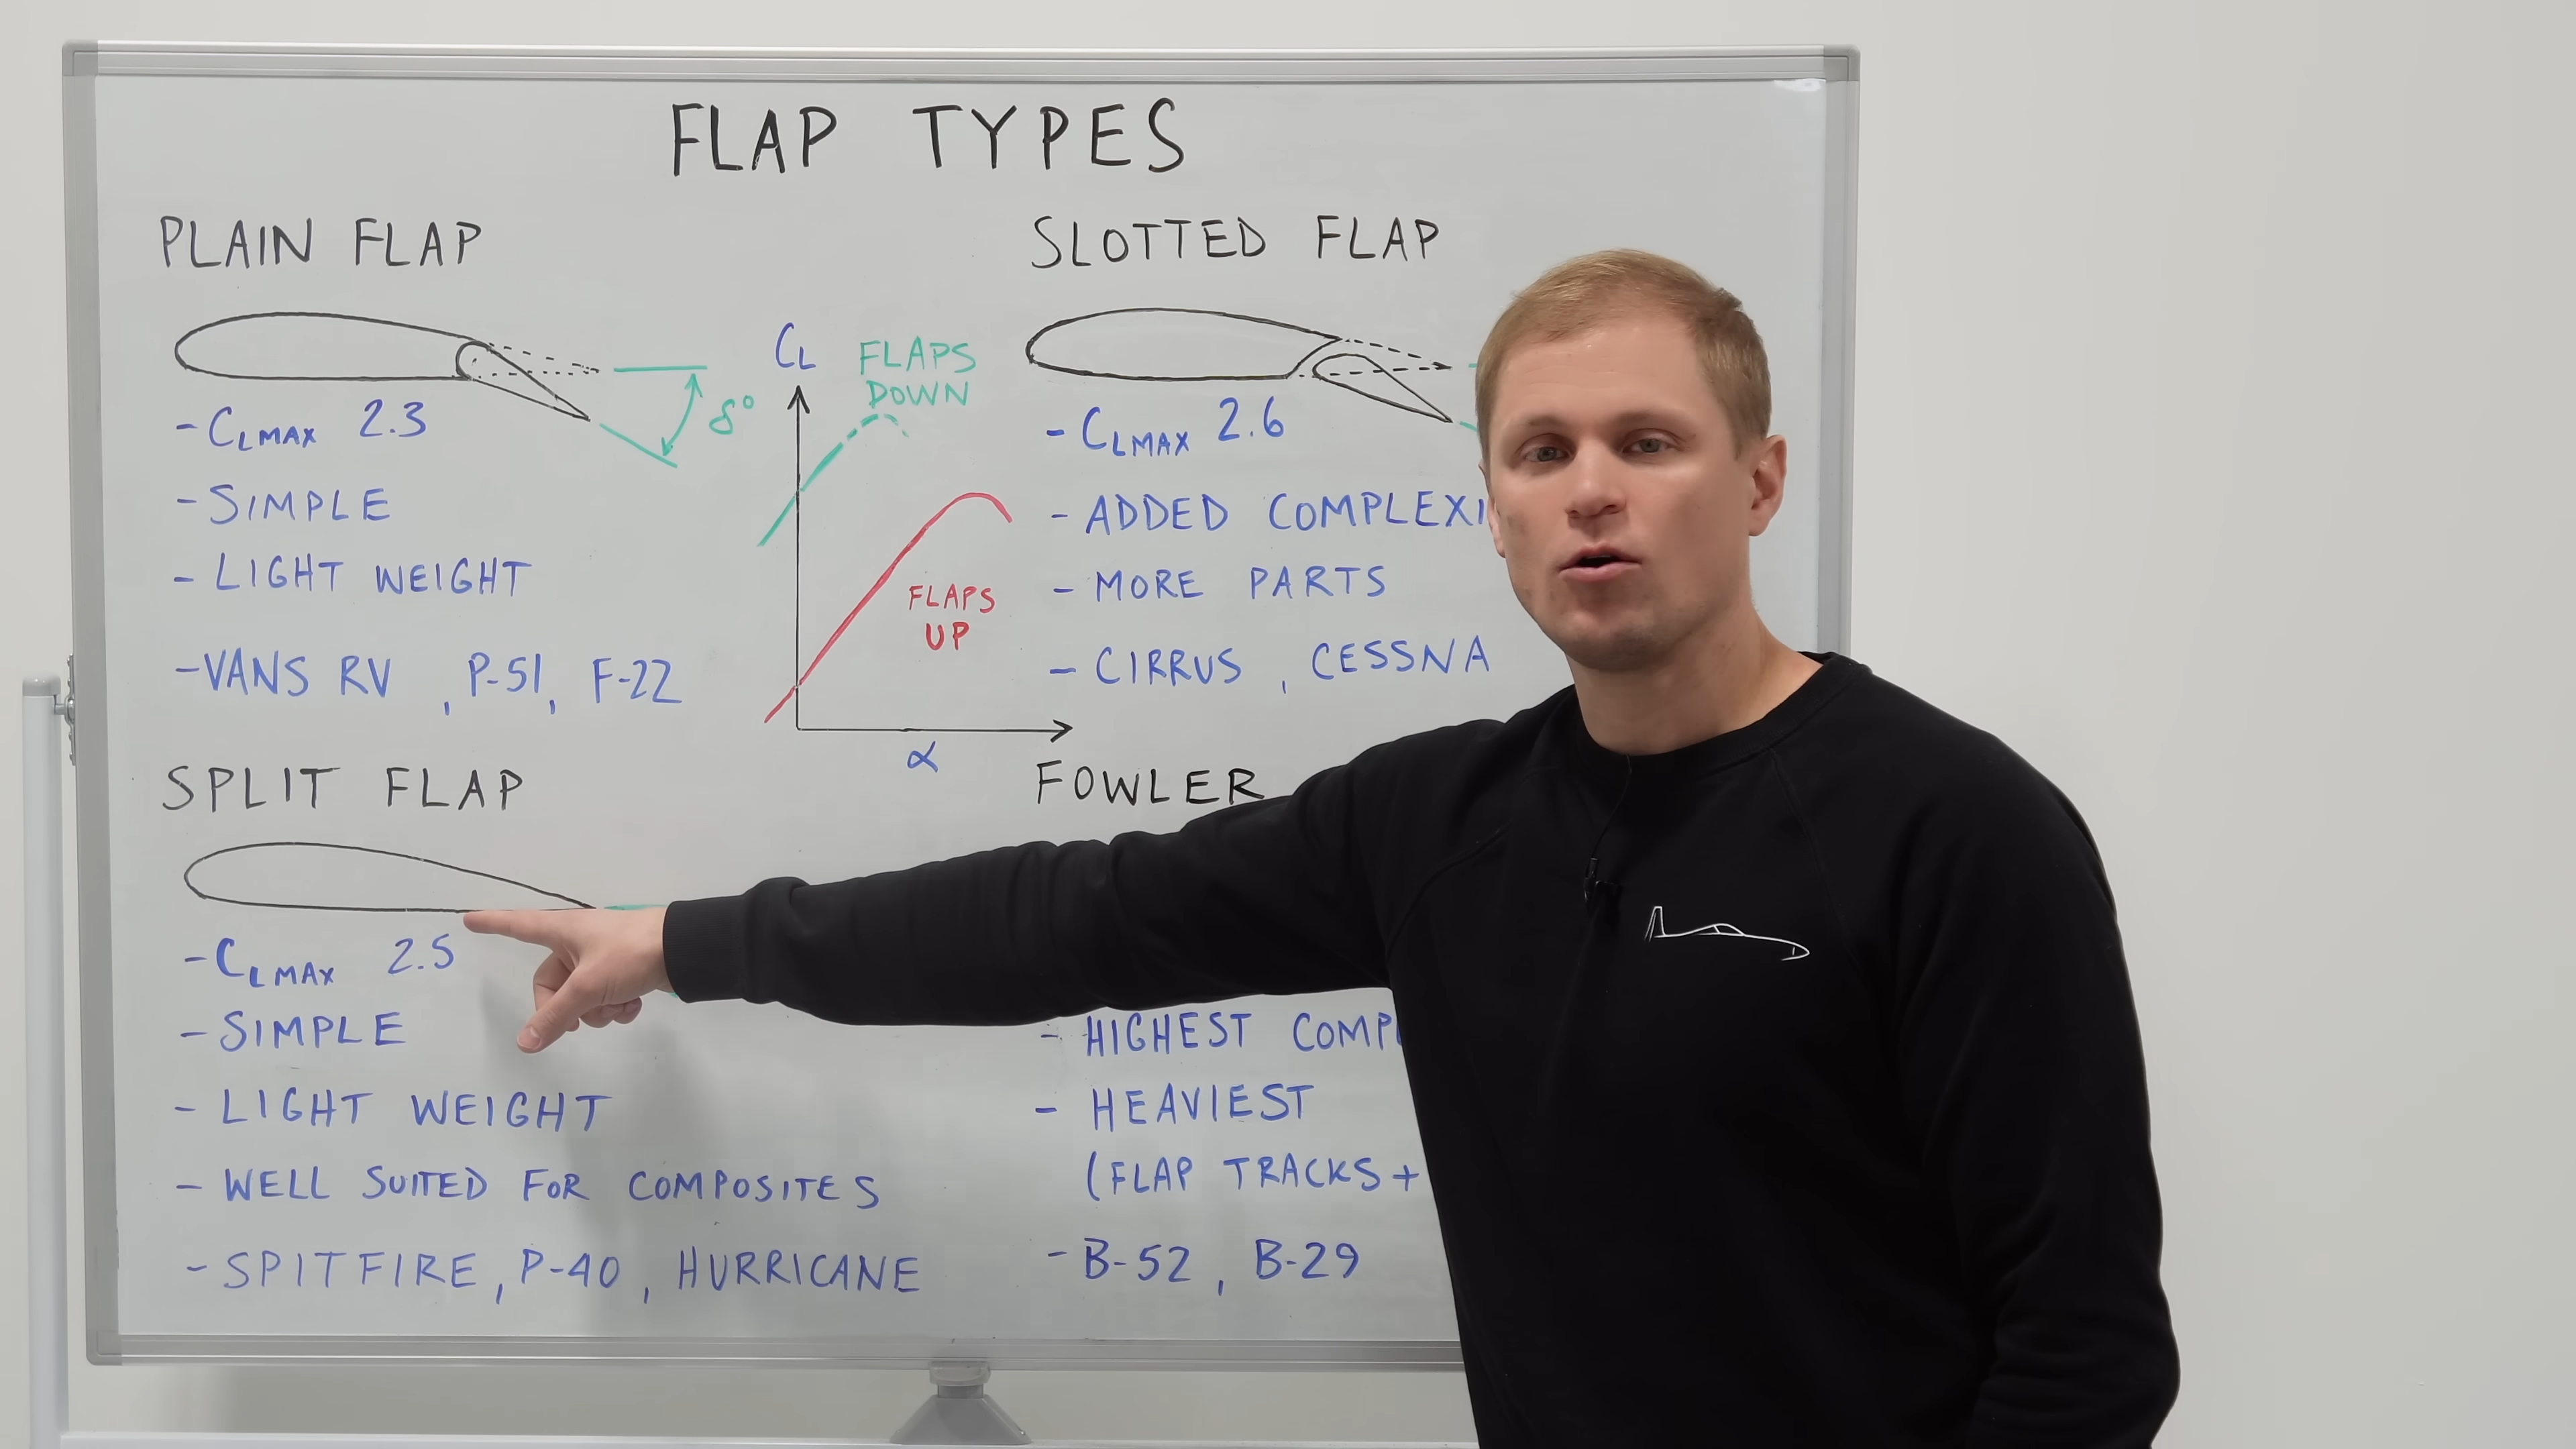 FLAP TYPES
PLAIN FLAP
δ°
- CLMAX 2.3
- SIMPLE
- LIGHT WEIGHT
- VANS RV , P-51, F-22
CL
FLAPS
DOWN
FLAPS
UP
α
SLOTTED FLAP
- CLMAX 2.6
- ADDED COMPLEXI
- MORE PARTS
- CIRRUS , CESSNA
SPLIT FLAP
- CLMAX 2.5
- SIMPLE
- LIGHT WEIGHT
- WELL SUITED FOR COMPOSITES
- SPITFIRE, P-40, HURRICANE
FOWLER
- HIGHEST COMPL
- HEAVIEST
(FLAP TRACKS +
- B-52 , B-29